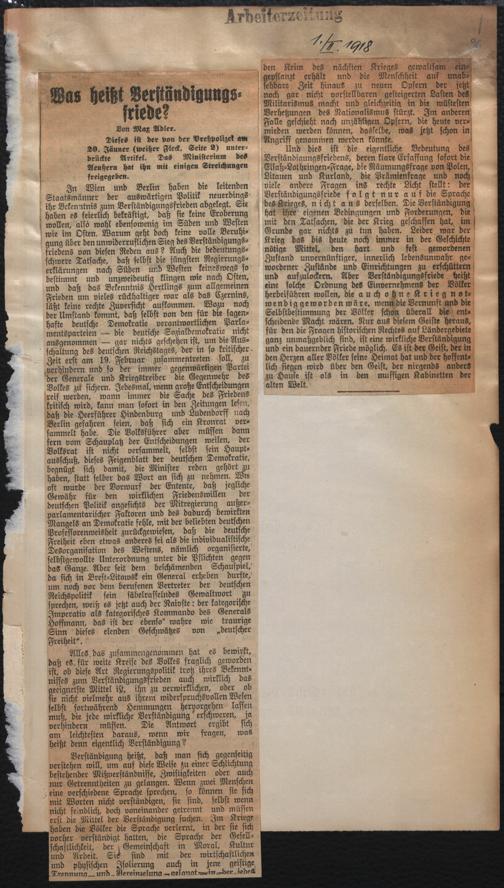 Arbeiterzeitung
1./II 1918
Was heißt Verständigungs-
friede?
Von Max Adler.
Dieses ist der von der Preßpolizei am
20. Jänner (weißer Fleck, Seite 2) unter-
drückte Artikel. Das Ministerium des
Aeußern hat ihn mit einigen Streichungen
freigegeben.
In Wien und Berlin haben die leitenden
Staatsmänner der auswärtigen Politik neuerdings
ihr Bekenntnis zum Verständigungsfrieden abgelegt. Sie
haben es feierlich bekräftigt, daß sie keine Eroberung
wollen, also wohl ebensowenig im Süden und Westen
wie im Osten. Warum geht doch keine volle Beruhi-
gung über den unwiderruflichen Sieg des Verständigungs-
friedens von diesen Reden aus? Auch die bedeutungs-
schwere Tatsache, daß selbst die jüngsten Regierungs-
erklärungen nach Süden und Westen keineswegs so
bestimmt und unzweideutig klingen wie nach Osten,
und daß das Bekenntnis Hertlings zum allgemeinen
Frieden um vieles rückhaltiger war als das Czernins,
läßt keine rechte Zuversicht aufkommen. Wozu noch
der Umstand kommt, daß selbst von den für die sagen-
hafte deutsche Demokratie verantwortlichen Parla-
mentsparteien — die deutsche Sozialdemokratie nicht
ausgenommen — gar nichts geschehen ist, um die Aus-
schaltung des deutschen Reichstages, der in so kritischer
Zeit erst am 19. Februar zusammentreten soll, zu
verhindern und so der immer gegenwärtigen Partei
der Generale und Kriegstreiber die Gegenwehr des
Volkes zu sichern. Jedesmal, wenn große Entscheidungen
reif werden, wann immer die Sache des Friedens
kritisch wird, kann man sofort in den Zeitungen lesen,
daß die Heerführer Hindenburg und Ludendorff nach
Berlin gefahren seien, daß sich ein Kronrat ver-
sammelt habe. Die Volksführer aber müssen dann
fern vom Schauplatz der Entscheidungen weilen, der
Volksrat ist nicht versammelt, selbst sein Haupt-
ausschuß, dieses Feigenblatt der deutschen Demokratie,
begnügt sich damit, die Minister reden gehört zu
haben, statt selber das Wort an sich zu nehmen. Wie
oft wurde der Vorwurf der Entente, daß jegliche
Gewähr für den wirklichen Friedenswillen der
deutschen Politik angesichts der Mitregierung außer-
parlamentarischer Faktoren und des dadurch bewirkten
Mangels an Demokratie fehle, mit der beliebten deutschen
Professorenweisheit zurückgewiesen, daß die deutsche
Freiheit eben etwas anderes sei als die individualistische
Desorganisation des Westens, nämlich organisierte,
selbstgewollte Unterordnung unter die Pflichten gegen
das Ganze. Aber seit dem beschämenden Schauspiel,
da sich in Brest-Litowsk ein General erheben durfte,
um noch vor dem berufenen Vertreter der deutschen
Reichspolitik sein säbelrasselndes Gewaltwort zu
sprechen, weiß es jetzt auch der Naivste: der kategorische
Imperativ als kategorisches Kommando des Generals
Hoffmann, das ist der ebenso wahre wie traurige
Sinn dieses elenden Geschwätzes von „deutscher
Freiheit“.
Alles das zusammengenommen hat es bewirkt,
daß es für weite Kreise des Volkes fraglich geworden
ist, ob diese Art Regierungspolitik trotz ihres Bekennt-
nisses zum Verständigungsfrieden auch wirklich das
geeignetste Mittel ist, ihn zu verwirklichen, oder ob
sie nicht vielmehr aus ihrem widerspruchsvollen Wesen
selbst fortwährend Hemmungen hervorgehen lassen
muß, die jede wirkliche Verständigung erschweren, ja
verhindern müssen. Die Antwort ergibt sich
am leichtesten daraus, wenn wir fragen, was
heißt denn eigentlich Verständigung?
Verständigung heißt, daß man sich gegenseitig
verstehen will, um auf diese Weise zu einer Schlichtung
bestehender Mißverständnisse, Zwistigkeiten oder auch
nur Getrenntheiten zu gelangen. Wenn zwei Menschen
eine verschiedene Sprache sprechen, so können sie sich
mit Worten nicht verständigen, sie sind, selbst wenn
nicht feindlich, doch voneinander getrennt und müssen
erst die Mittel der Verständigung suchen. Im Krieg
haben die Völker die Sprache verlernt, in der sie sich
vorher verständigt hatten, die Sprache der Gesell-
schaftlichkeit, der Gemeinschaft in Moral, Kultur
und Arbeit. Sie sind mit der wirtschaftlichen
und physischen Isolierung auch in jene geistige
Trennung und Vereinzelung gelangt, in der jedes
den Keim des nächsten Krieges gewaltsam ein-
gepflanzt erhält und die Menschheit auf unab-
sehbare Zeit hinaus zu neuen Opfern der jetzt
noch gar nicht vorstellbaren gesteigerten Lasten des
Militarismus macht und gleichzeitig in die wüstesten
Verhetzungen des Nationalismus stürzt. Im anderen
Falle geschieht nach unzähligen Opfern, die hätten ver-
mieden werden können, dasselbe, was jetzt schon in
Angriff genommen werden könnte.
Und dies ist die eigentliche Bedeutung des
Verständigungsfriedens, deren klare Erfassung sofort die
Elsaß-Lothringen-Frage, die Räumungsfrage von Polen,
Litauen und Kurland, die Prämienfrage und noch
viele andere Fragen ins rechte Licht stellt: der
Verständigungsfriede folgt nur auf die Sprache
des Krieges, nicht aus derselben. Die Verständigung
hat ihre eigenen Bedingungen und Forderungen, die
mit den Tatsachen, die der Krieg geschaffen hat, im
Grunde gar nichts zu tun haben. Leider war der
Krieg das bis heute noch immer in der Geschichte
nötige Mittel, den hart und fest gewordenen
Zustand unvernünftiger, innerlich lebensunwahr ge-
wordener Zustände und Einrichtungen zu erschüttern
und aufzulockern. Aber Verständigungsfriede heißt,
eine solche Ordnung des Einvernehmens der Völker
herbeiführen wollen, die auch ohne Krieg not-
wendig geworden wäre, wenn die Vernunft und die
Selbstbestimmung der Völker schon überall die ent-
scheidende Macht wären. Nur aus diesem Geiste heraus,
für den die Fragen historischen Rechts auf Ländergebiete
ganz unmaßgeblich sind, ist eine wirkliche Verständigung
und ein dauernder Friede möglich. Es ist der Geist, der in
den Herzen aller Völker seine Heimat hat und der hoffent-
lich siegen wird über den Geist, der nirgends anders
zu Hause ist als in den muffigen Kabinetten der
alten Welt.